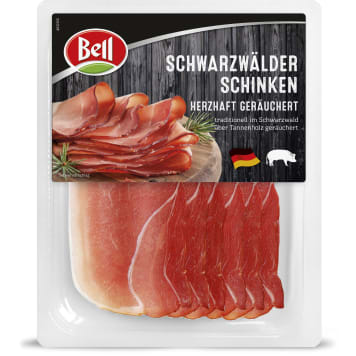 Bell
SCHWARZWÄLDER
SCHINKEN
HERZHAFT GERÄUCHERT
traditionell im Schwarzwald
über Tannenholz geräuchert